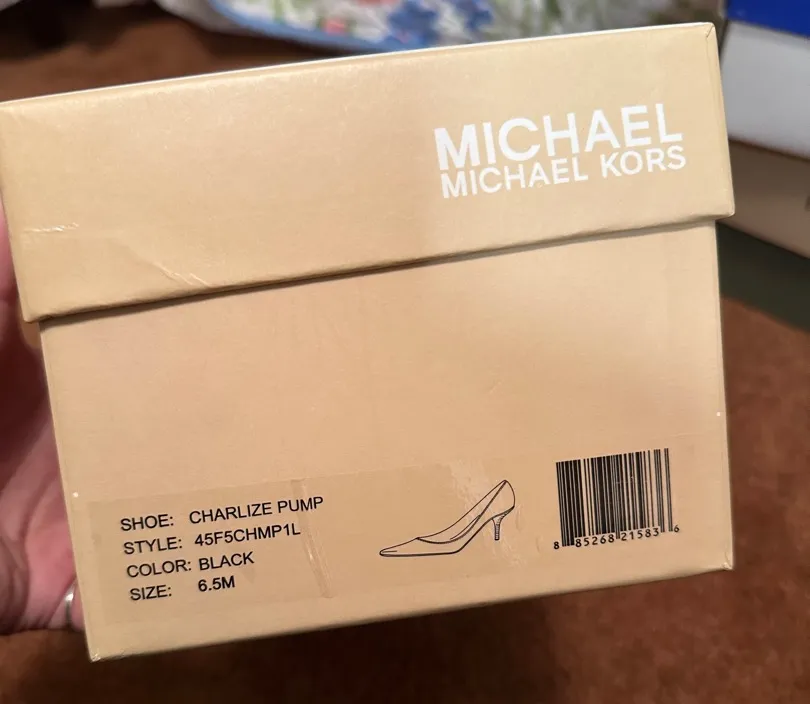 MICHAEL
MICHAEL KORS
SHOE: CHARLIZE PUMP
STYLE: 45F5CHMP1L
COLOR: BLACK
SIZE: 6.5M
8 85268 21583 6